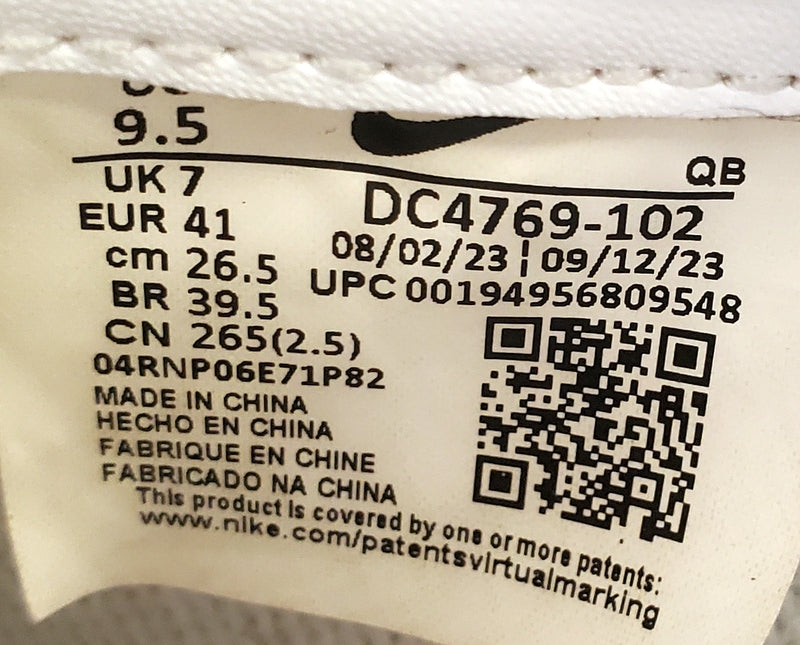 9.5
QB
UK 7
DC4769-102
EUR 41
08/02/23 | 09/12/23
cm 26.5
UPC 00194956809548
BR 39.5
CN 265(2.5)
04RNP06E71P82
MADE IN CHINA
HECHO EN CHINA
FABRIQUE EN CHINE
FABRICADO NA CHINA
This product is covered by one or more patents:
www.nike.com/patentsvirtualmarking